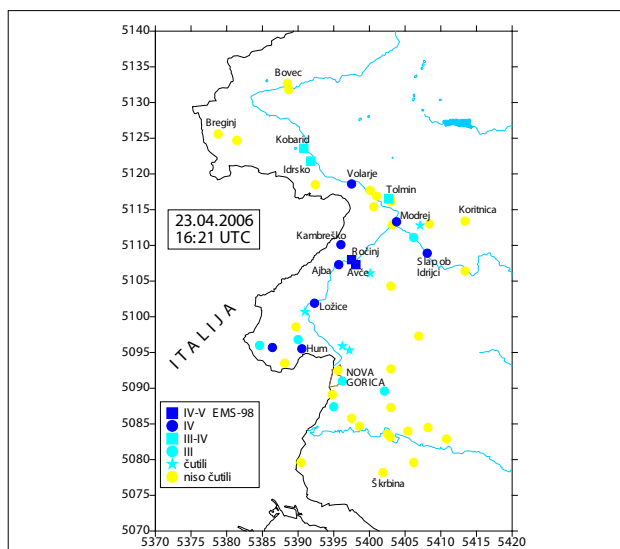 5140
5130
5125
5120
5115
5110
5105
5100
5095
5090
5085
5080
5075
5070
5370 5375 5380 5385 5390 5395 5400 5405 5410 5415 5420
Bovec
Breginj
Kobarid
Idrsko
Volarje
Tolmin
23.04.2006
16:21 UTC
Modrej
Koritnica
Kambreško
Ročinj
Ajba
Avče
Slap ob
Idrijci
Ložice
ITALIJA
Hum
NOVA
GORICA
IV-V EMS-98
IV
III-IV
III
čutili
niso čutili
Škrbina